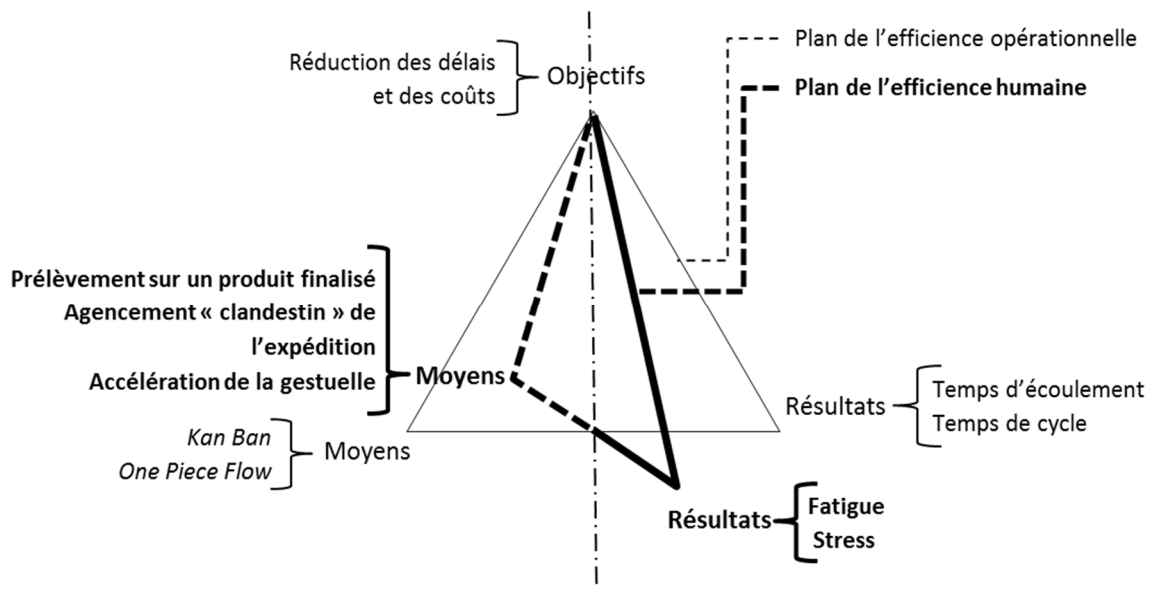 Réduction des délais
et des coûts
Objectifs
Plan de l’efficience opérationnelle
Plan de l’efficience humaine
Prélèvement sur un produit finalisé
Agencement « clandestin » de
l’expédition
Accélération de la gestuelle
Moyens
Kan Ban
One Piece Flow
Moyens
Résultats
Temps d’écoulement
Temps de cycle
Résultats
Fatigue
Stress